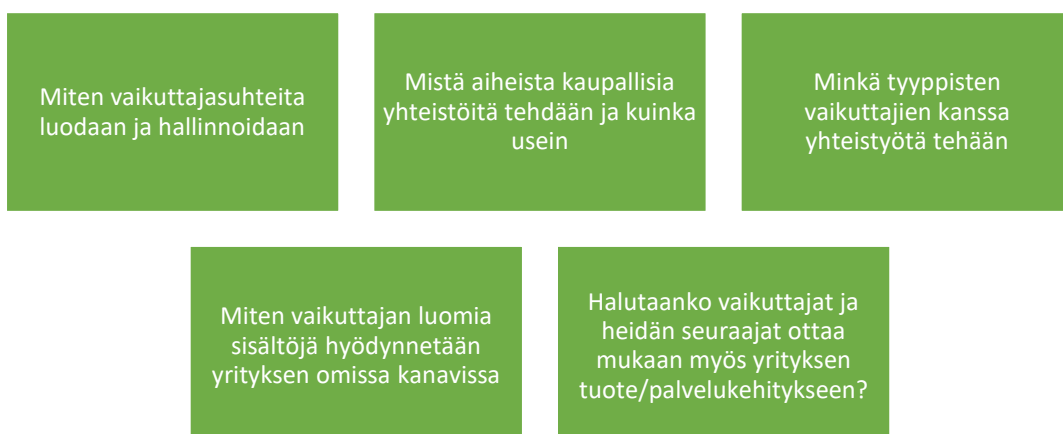 Miten vaikuttajasuhteita
luodaan ja hallinnoidaan
Mistä aiheista kaupallisia
yhteistöitä tehdään ja kuinka
usein
Minkä tyyppisten
vaikuttajien kanssa
yhteistyötä tehään
Miten vaikuttajan luomia
sisältöjä hyödynnetään
yrityksen omissa kanavissa
Halutaanko vaikuttajat ja
heidän seuraajat ottaa
mukaan myös yrityksen
tuote/palvelukehitykseen?